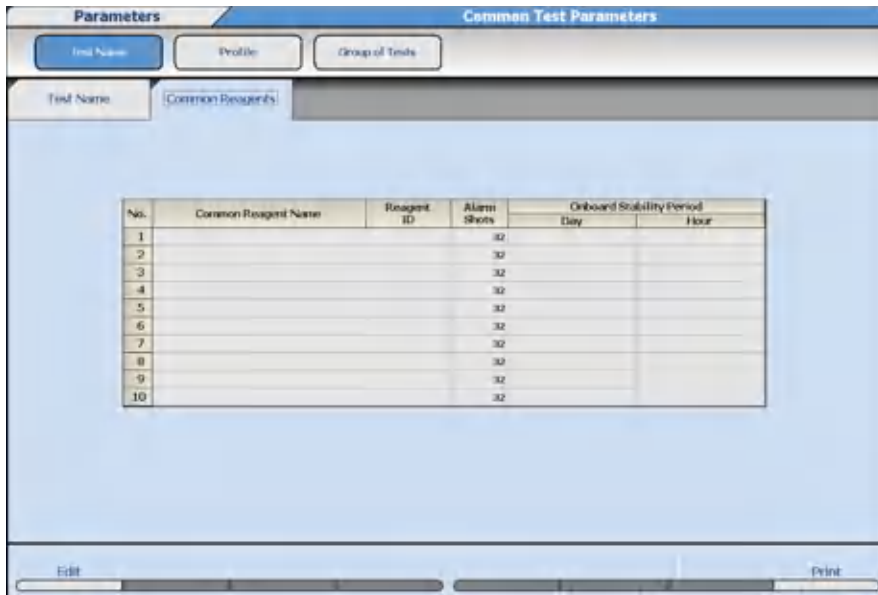 Parameters
Common Test Parameters
Test Name
Profile
Group of Tests
Test Name
Common Reagents
No.
Common Reagent Name
Reagent ID
Alarm Shots
Onboard Stability Period
Day
Hour
1 32
2 32
3 32
4 32
5 32
6 32
7 32
8 32
9 32
10 32
Edit
Print